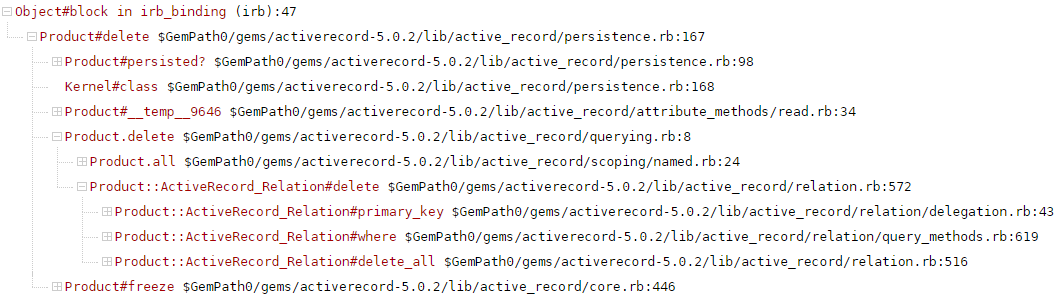 Object#block in irb_binding (irb):47
Product#delete $GemPath0/gems/activerecord-5.0.2/lib/active_record/persistence.rb:167
Product#persisted? $GemPath0/gems/activerecord-5.0.2/lib/active_record/persistence.rb:98
Kernel#class $GemPath0/gems/activerecord-5.0.2/lib/active_record/persistence.rb:168
Product#__temp__9646 $GemPath0/gems/activerecord-5.0.2/lib/active_record/attribute_methods/read.rb:34
Product.delete $GemPath0/gems/activerecord-5.0.2/lib/active_record/querying.rb:8
Product.all $GemPath0/gems/activerecord-5.0.2/lib/active_record/scoping/named.rb:24
Product::ActiveRecord_Relation#delete $GemPath0/gems/activerecord-5.0.2/lib/active_record/relation.rb:572
Product::ActiveRecord_Relation#primary_key $GemPath0/gems/activerecord-5.0.2/lib/active_record/relation/delegation.rb:43
Product::ActiveRecord_Relation#where $GemPath0/gems/activerecord-5.0.2/lib/active_record/relation/query_methods.rb:619
Product::ActiveRecord_Relation#delete_all $GemPath0/gems/activerecord-5.0.2/lib/active_record/relation.rb:516
Product#freeze $GemPath0/gems/activerecord-5.0.2/lib/active_record/core.rb:446